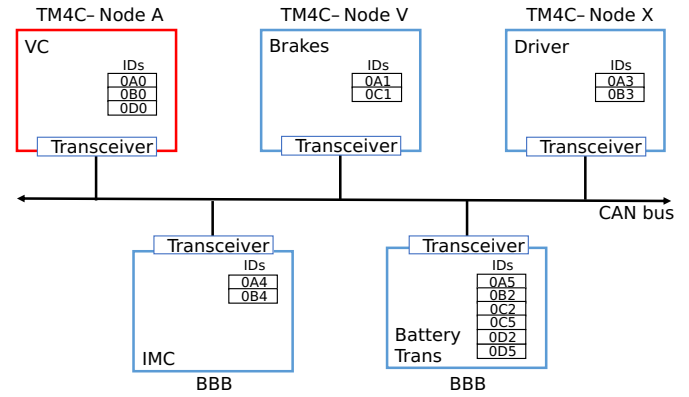 TM4C– Node A
VC
IDs
0A0
0B0
0D0
Transceiver
TM4C– Node V
Brakes
IDs
0A1
0C1
Transceiver
TM4C– Node X
Driver
IDs
0A3
0B3
Transceiver
CAN bus
Transceiver
IDs
0A4
0B4
IMC
BBB
Transceiver
IDs
0A5
0B2
0C2
0C5
0D2
0D5
Battery
Trans
BBB